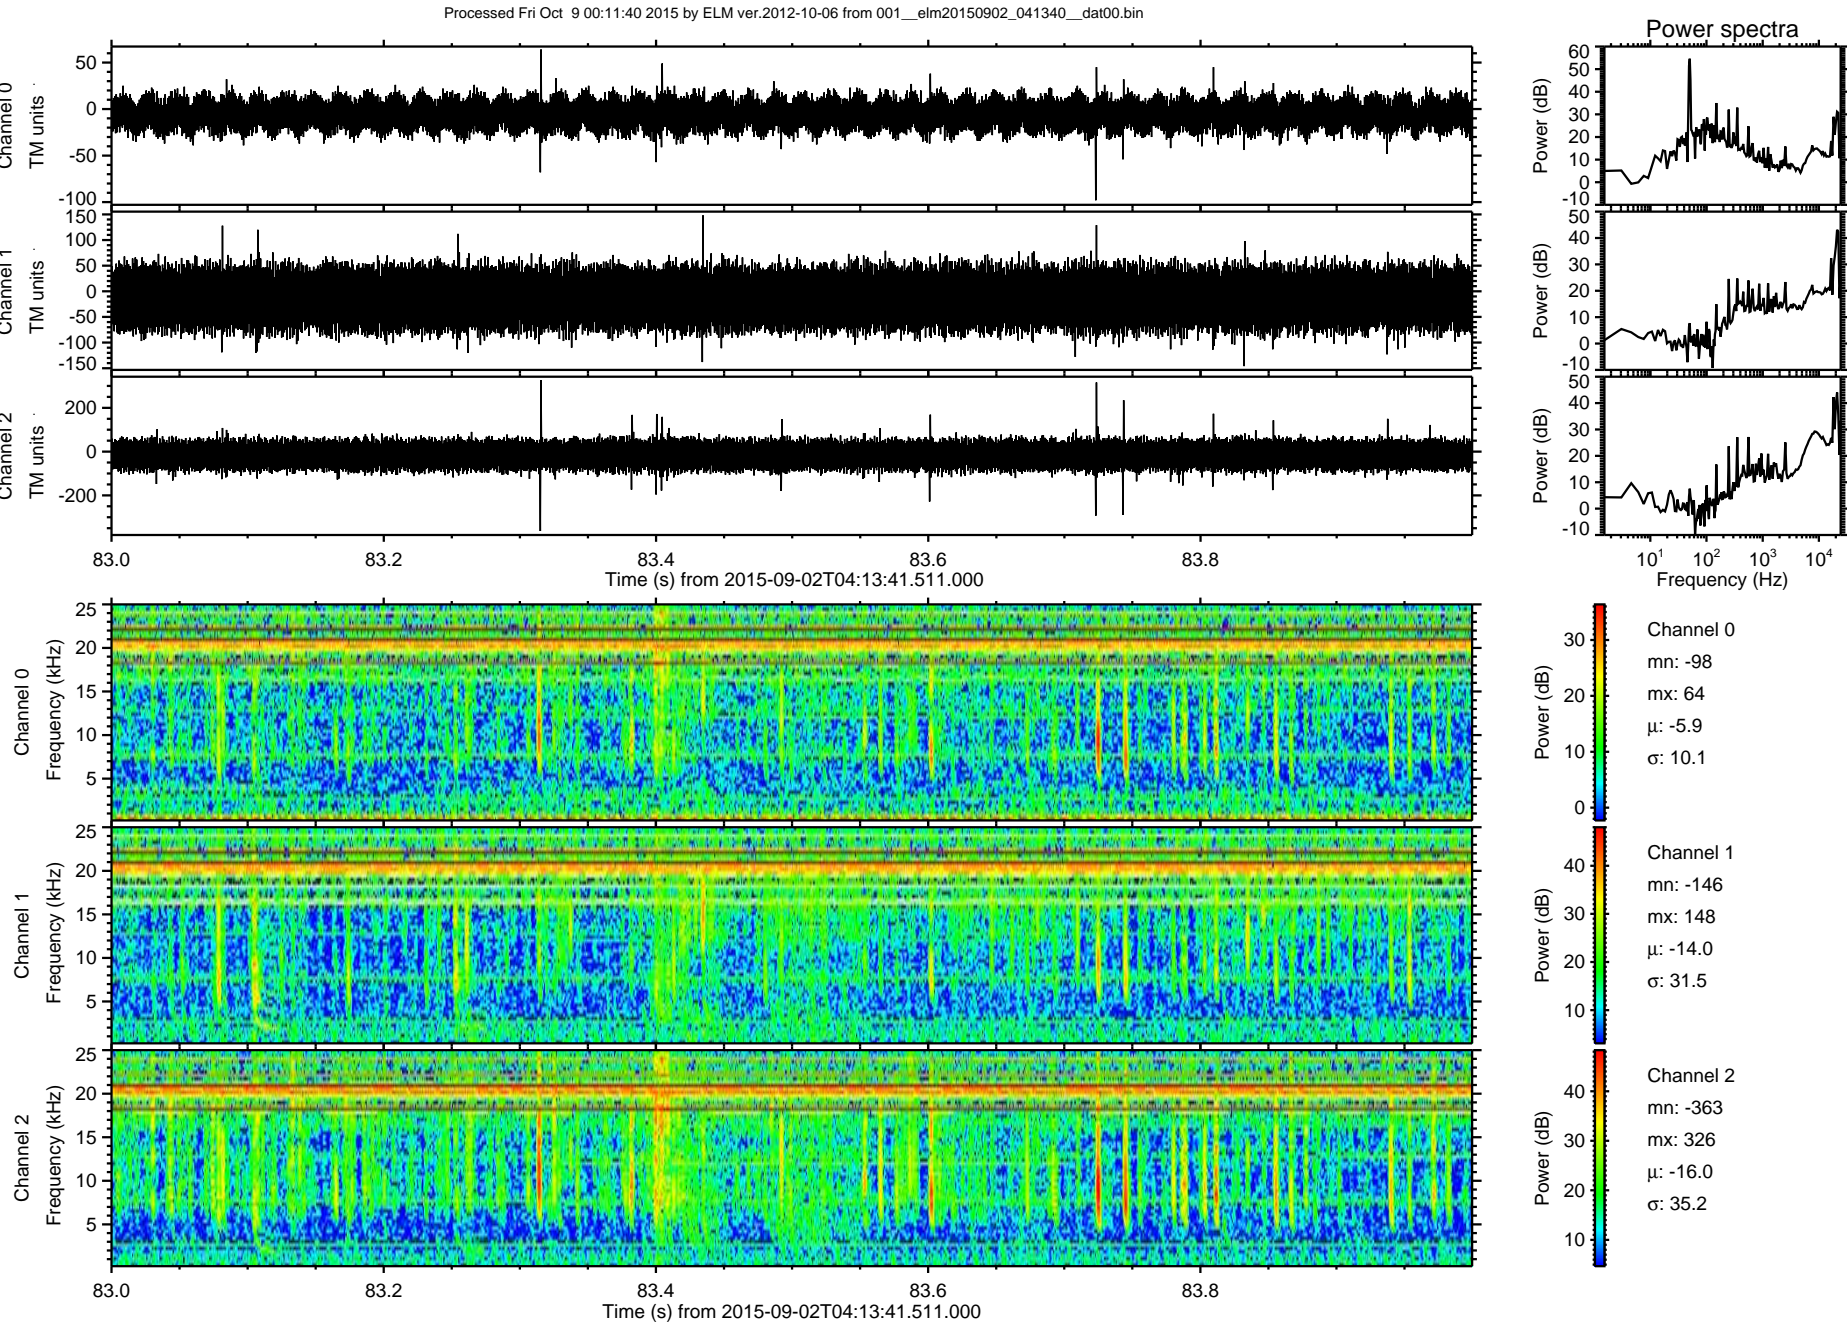 Processed Fri Oct  9 00:11:40 2015 by ELM ver.2012-10-06 from 001__elm20150902_041340__dat00.bin
Power spectra
Channel 0
TM units
50
0
-50
-100
Power (dB)
60
50
40
30
20
10
0
-10
Channel 1
TM units
150
100
50
0
-50
-100
-150
Power (dB)
50
40
30
20
10
0
-10
Channel 2
TM units
200
0
-200
Power (dB)
50
40
30
20
10
0
-10
83.0 83.2 83.4 83.6 83.8
Time (s) from 2015-09-02T04:13:41.511.000
10^1 10^2 10^3 10^4
Frequency (Hz)
Channel 0
Frequency (kHz)
25
20
15
10
5
Power (dB)
30
20
10
0
Channel 0
mn: -98
mx: 64
μ: -5.9
σ: 10.1
Channel 1
Frequency (kHz)
25
20
15
10
5
Power (dB)
40
30
20
10
Channel 1
mn: -146
mx: 148
μ: -14.0
σ: 31.5
Channel 2
Frequency (kHz)
25
20
15
10
5
Power (dB)
40
30
20
10
Channel 2
mn: -363
mx: 326
μ: -16.0
σ: 35.2
83.0 83.2 83.4 83.6 83.8
Time (s) from 2015-09-02T04:13:41.511.000